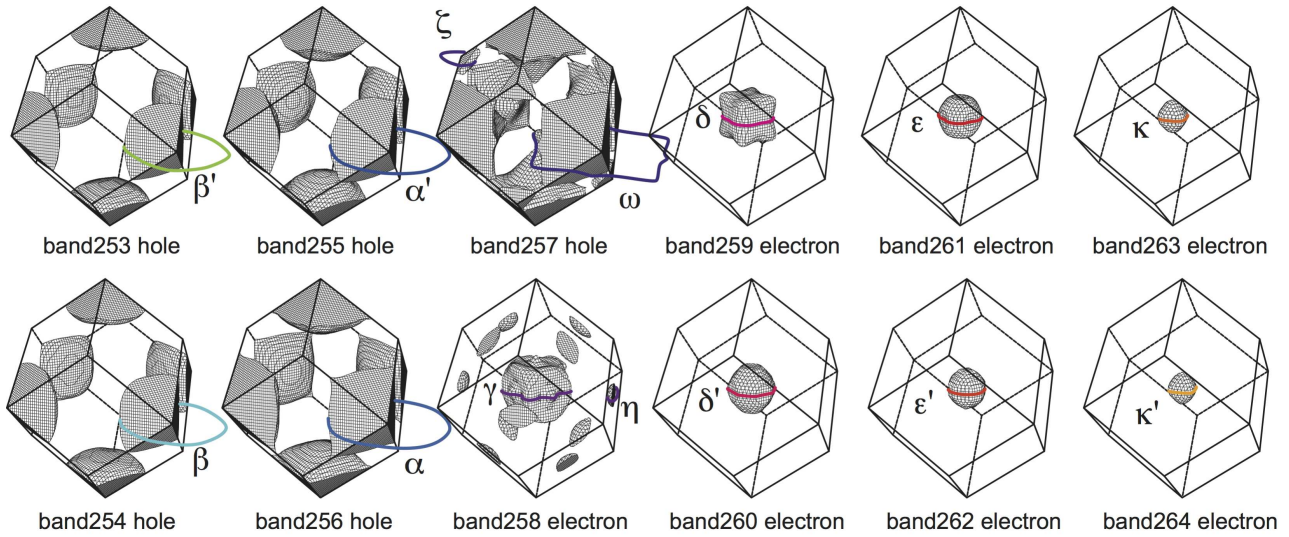 ζ
δ
ε
κ
β'
α'
ω
band253 hole
band255 hole
band257 hole
band259 electron
band261 electron
band263 electron
γ
η
δ'
ε'
κ'
β
α
band254 hole
band256 hole
band258 electron
band260 electron
band262 electron
band264 electron